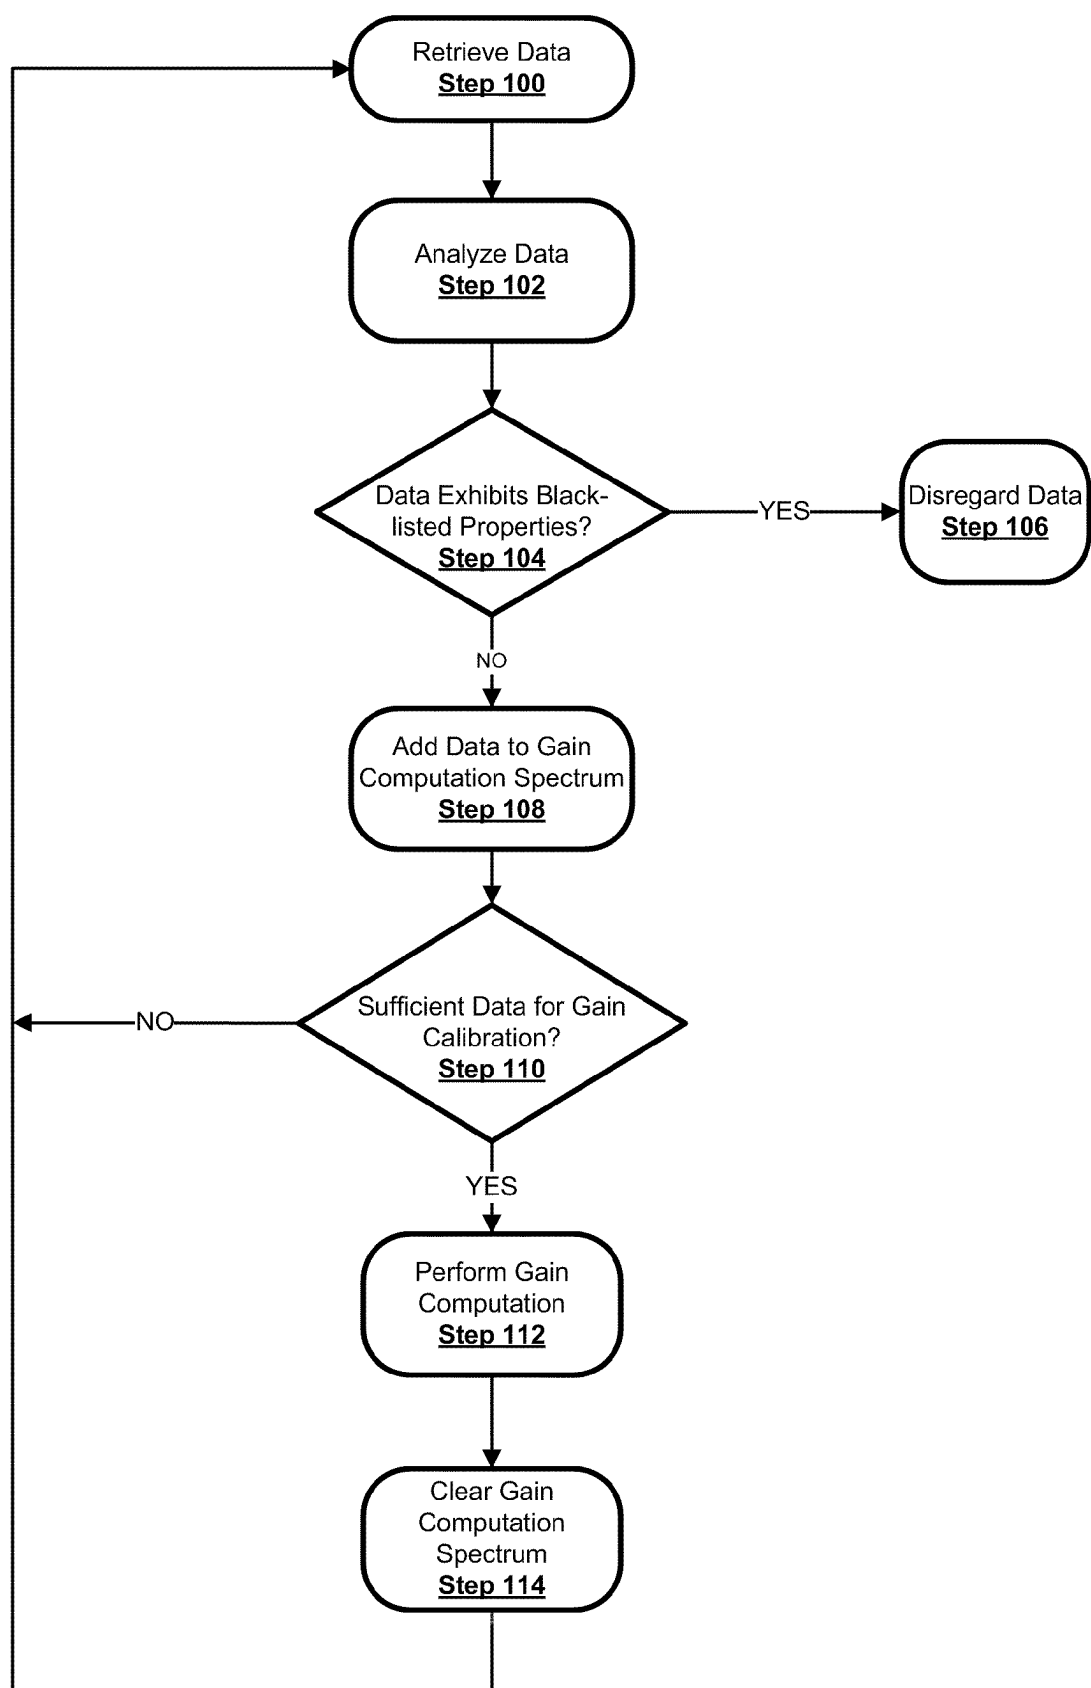 Retrieve Data
Step 100
Analyze Data
Step 102
Data Exhibits Black-
listed Properties?
Step 104
YES
Disregard Data
Step 106
NO
Add Data to Gain
Computation Spectrum
Step 108
Sufficient Data for Gain
Calibration?
Step 110
NO
YES
Perform Gain
Computation
Step 112
Clear Gain
Computation
Spectrum
Step 114